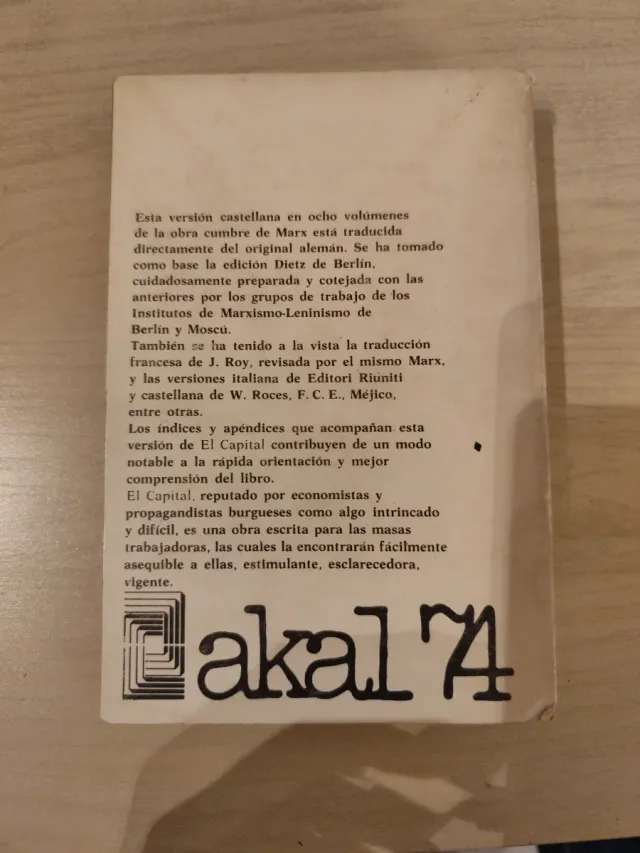 Esta versión castellana en ocho volúmenes
de la obra cumbre de Marx está traducida
directamente del original alemán. Se ha tomado
como base la edición Dietz de Berlín,
cuidadosamente preparada y cotejada con las
anteriores por los grupos de trabajo de los
Institutos de Marxismo-Leninismo de
Berlín y Moscú.
También se ha tenido a la vista la traducción
francesa de J. Roy, revisada por el mismo Marx,
y las versiones italiana de Editori Riuniti
y castellana de W. Roces, F. C. E., Méjico,
entre otras.
Los índices y apéndices que acompañan esta
versión de El Capital contribuyen de un modo
notable a la rápida orientación y mejor
comprensión del libro.
El Capital, reputado por economistas y
propagandistas burgueses como algo intrincado
y difícil, es una obra escrita para las masas
trabajadoras, las cuales la encontrarán fácilmente
asequible a ellas, estimulante, esclarecedora,
vigente.
akal 74